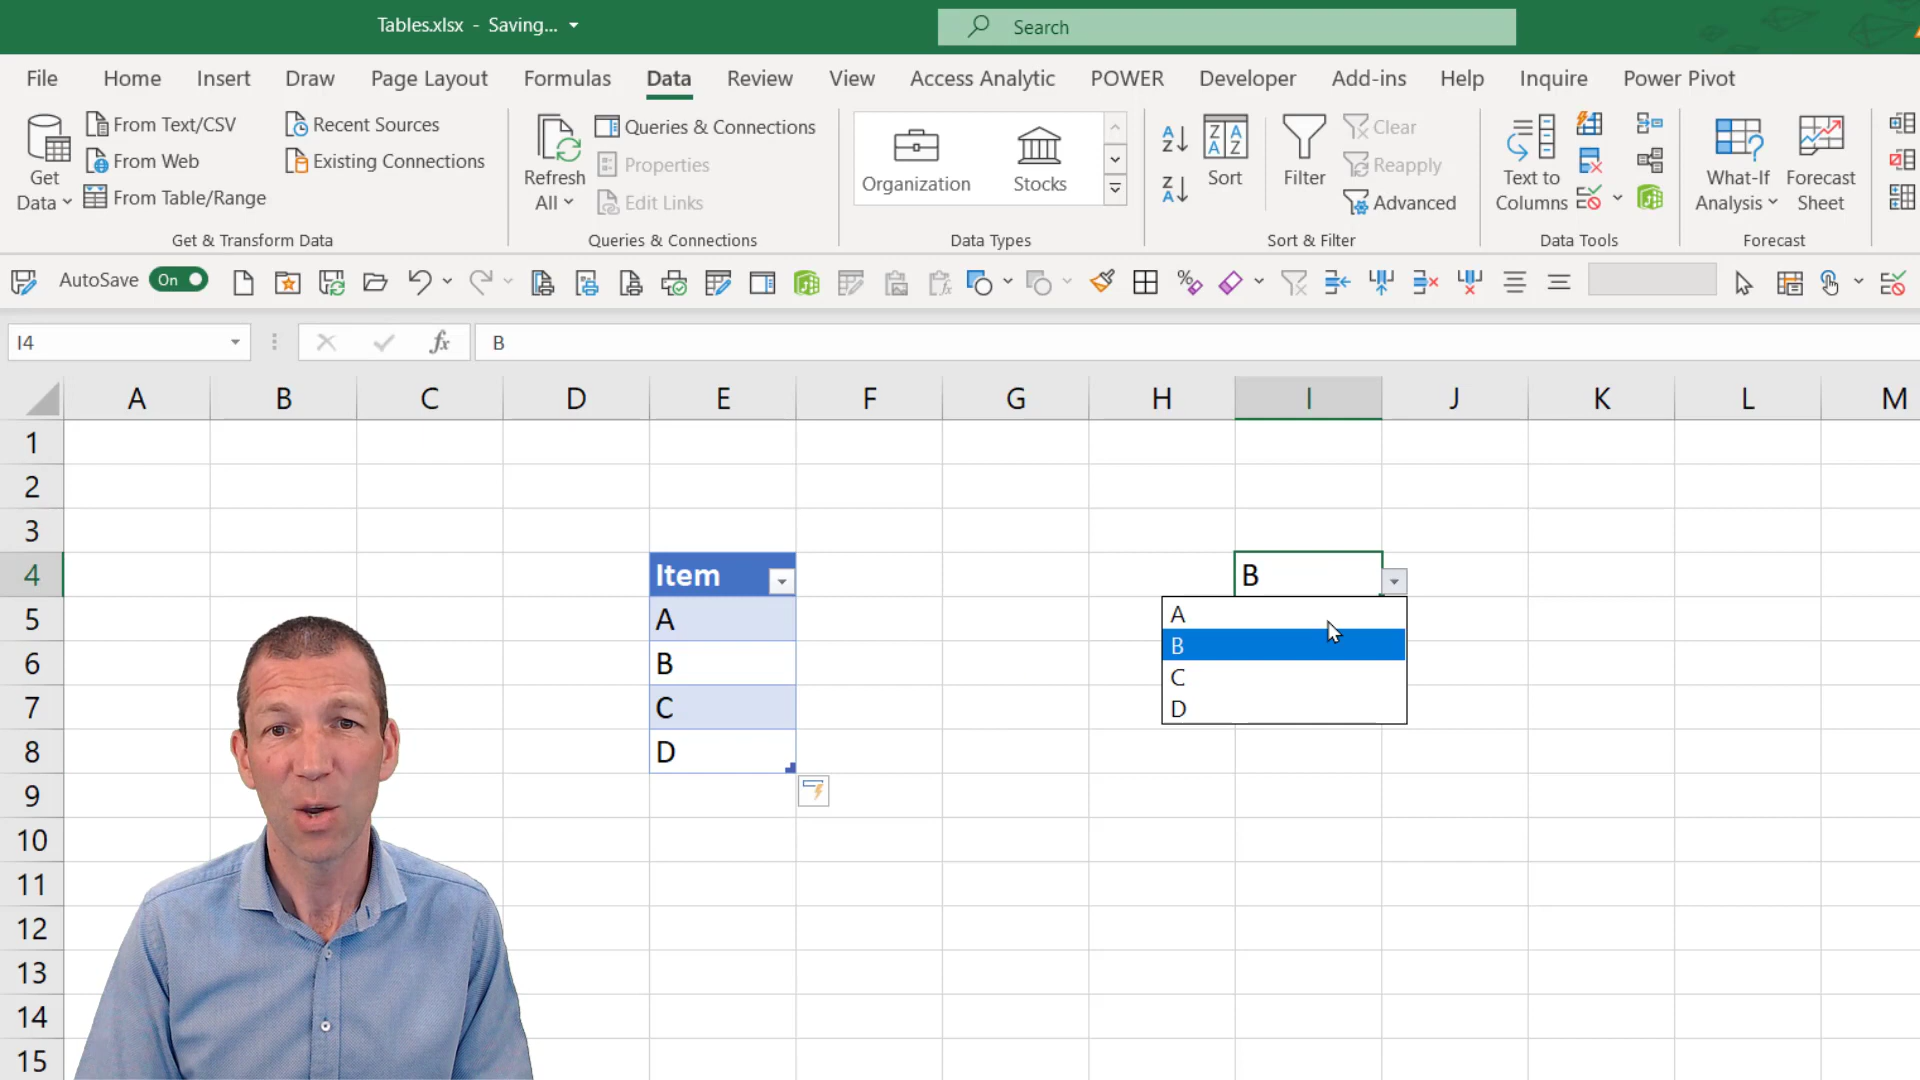 Tables.xlsx - Saving...
Search
File Home Insert Draw Page Layout Formulas Data Review View Access Analytic POWER Developer Add-ins Help Inquire Power Pivot
Get Data
From Text/CSV
From Web
From Table/Range
Recent Sources
Existing Connections
Get & Transform Data
Refresh All
Queries & Connections
Properties
Edit Links
Queries & Connections
Organization
Stocks
Data Types
Sort
Filter
Clear
Reapply
Advanced
Sort & Filter
Text to Columns
Data Tools
What-If Analysis
Forecast Sheet
Forecast
AutoSave On
I4
fx
B
A B C D E F G H I J K L M
1
2
3
4 Item B
5 A A
6 B B
7 C C
8 D D
9
10
11
12
13
14
15